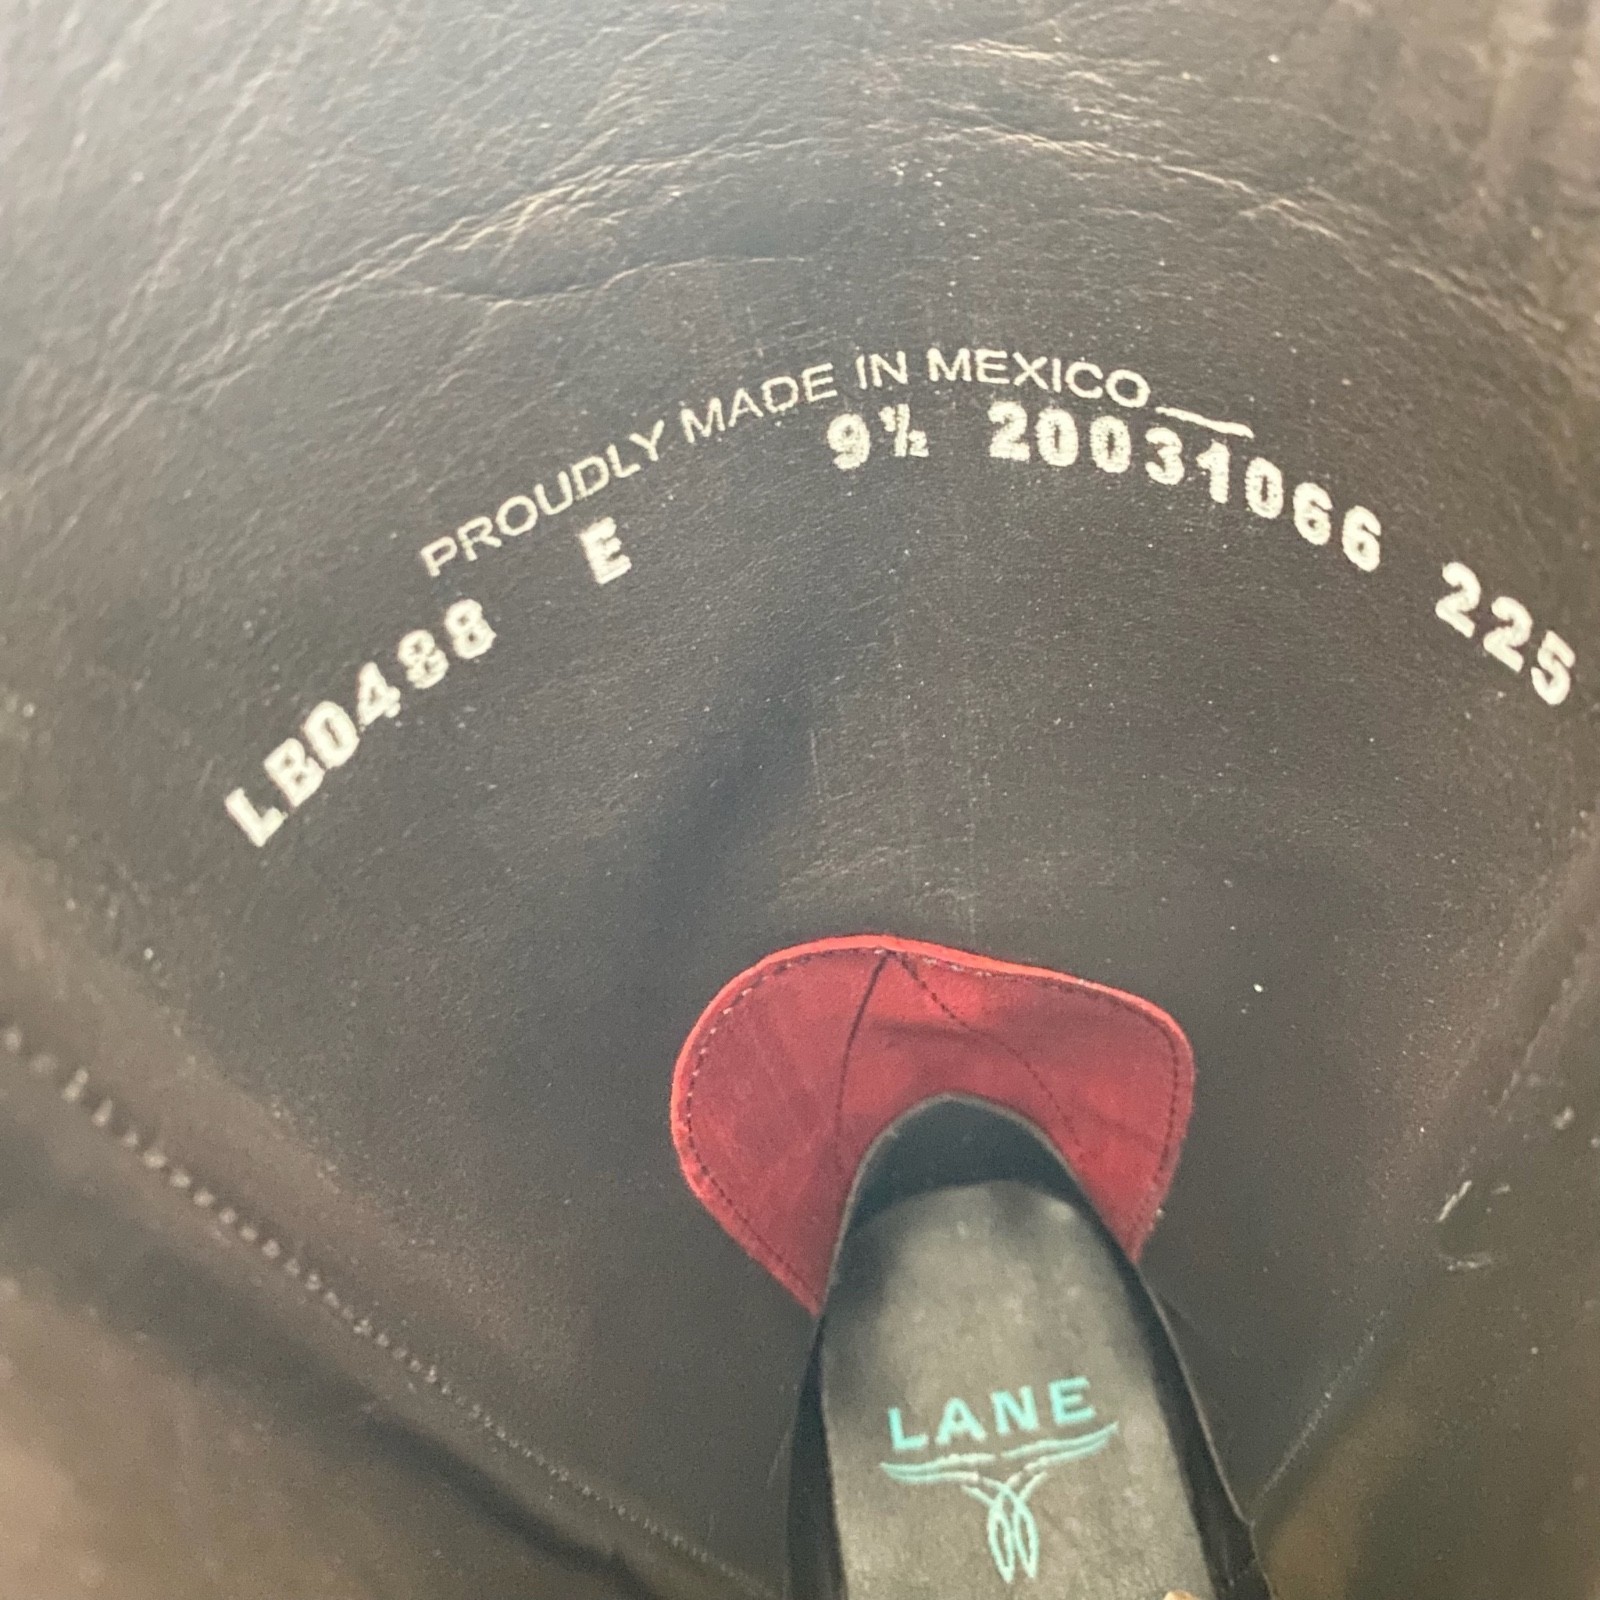 PROUDLY MADE IN MEXICO
LB0488 E 9½ 20031066 225
LANE